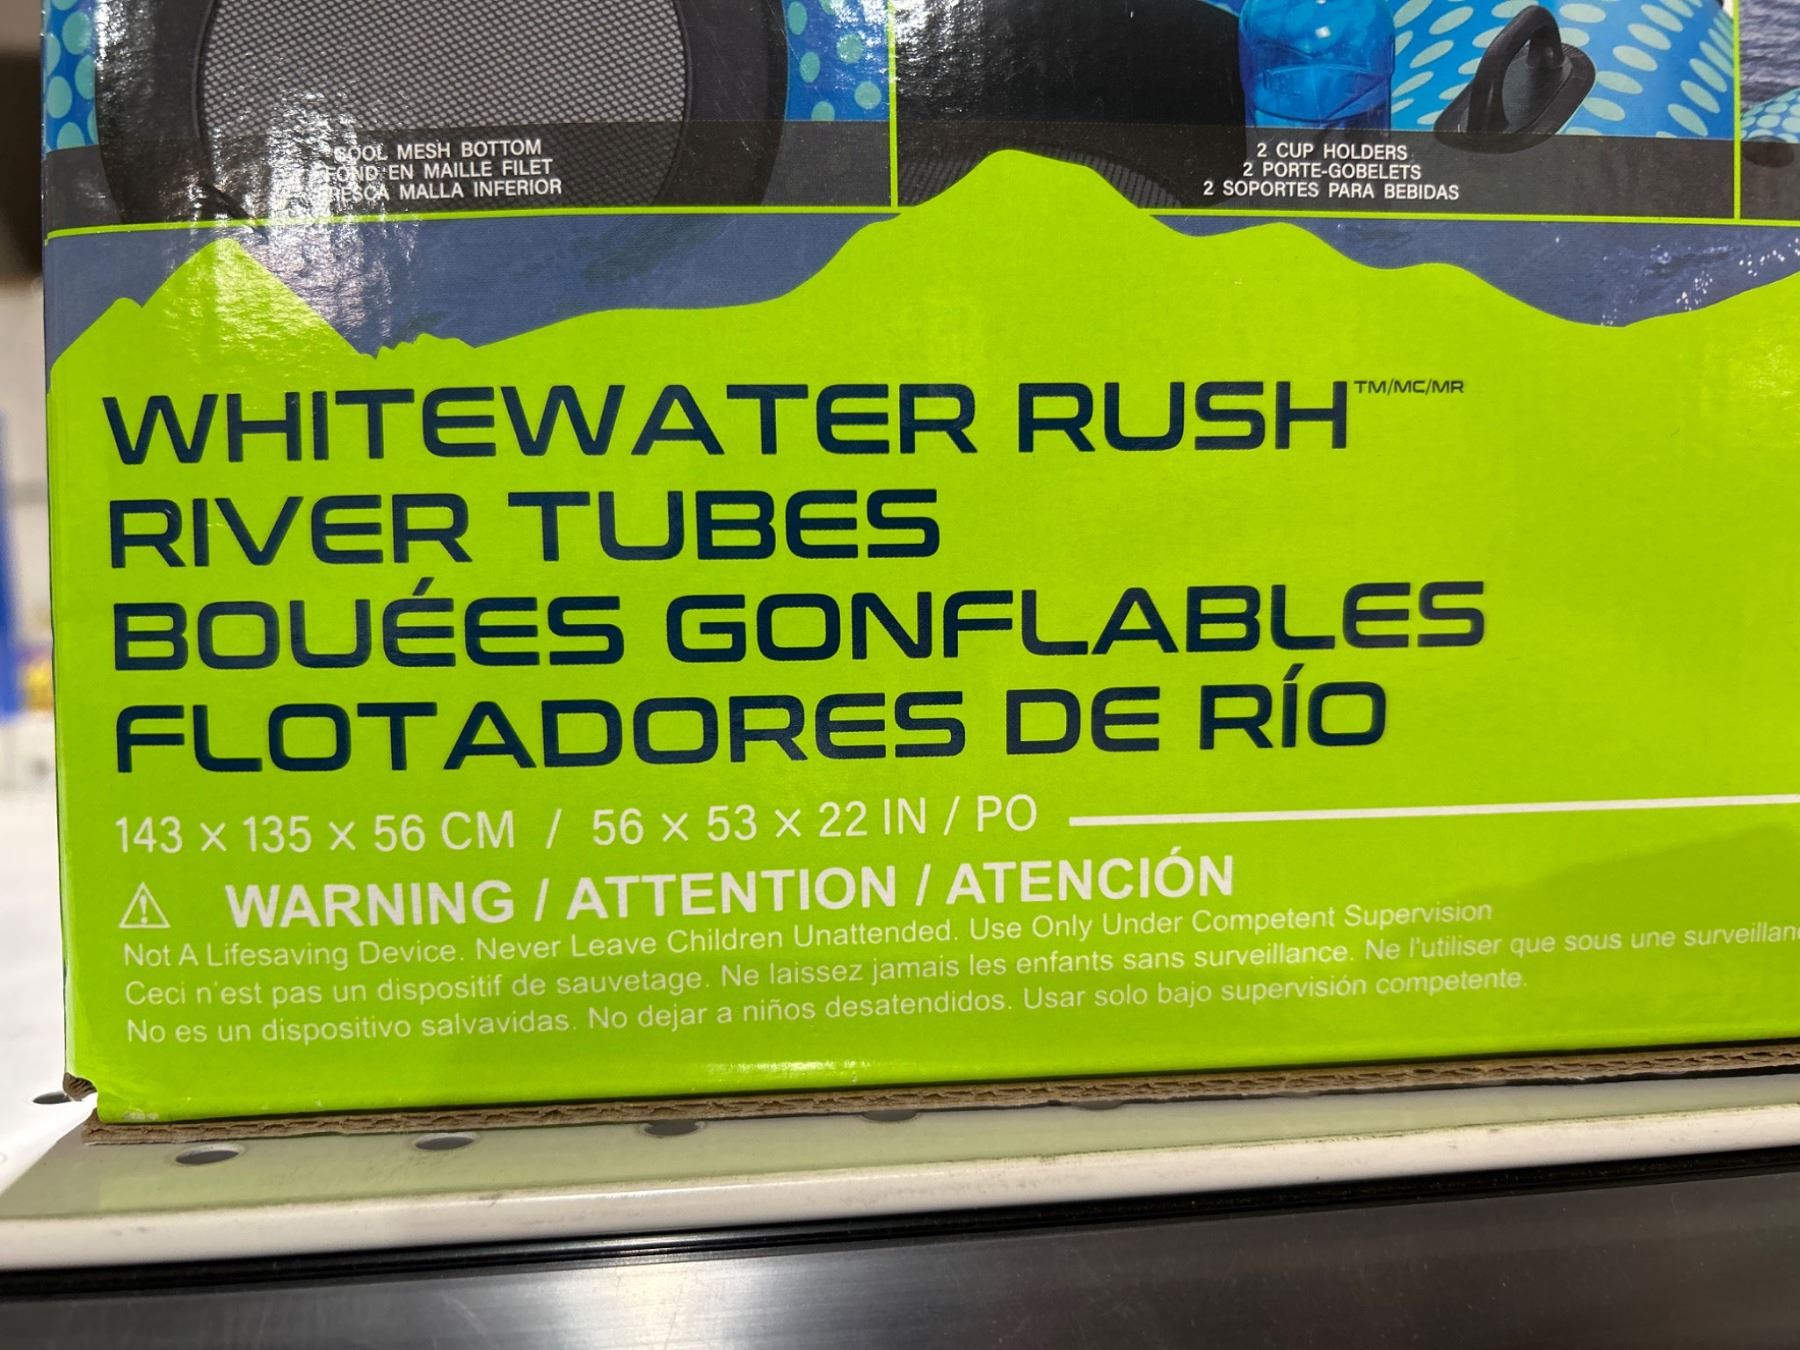 COOL MESH BOTTOM
FOND EN MAILLE FILET
FRESCA MALLA INFERIOR
2 CUP HOLDERS
2 PORTE-GOBELETS
2 SOPORTES PARA BEBIDAS
WHITEWATER RUSH™/MC/MR
RIVER TUBES
BOUÉES GONFLABLES
FLOTADORES DE RÍO
143 x 135 x 56 CM / 56 x 53 x 22 IN / PO
⚠ WARNING / ATTENTION / ATENCIÓN
Not A Lifesaving Device. Never Leave Children Unattended. Use Only Under Competent Supervision
Ceci n'est pas un dispositif de sauvetage. Ne laissez jamais les enfants sans surveillance. Ne l'utiliser que sous une surveillan
No es un dispositivo salvavidas. No dejar a niños desatendidos. Usar solo bajo supervisión competente.